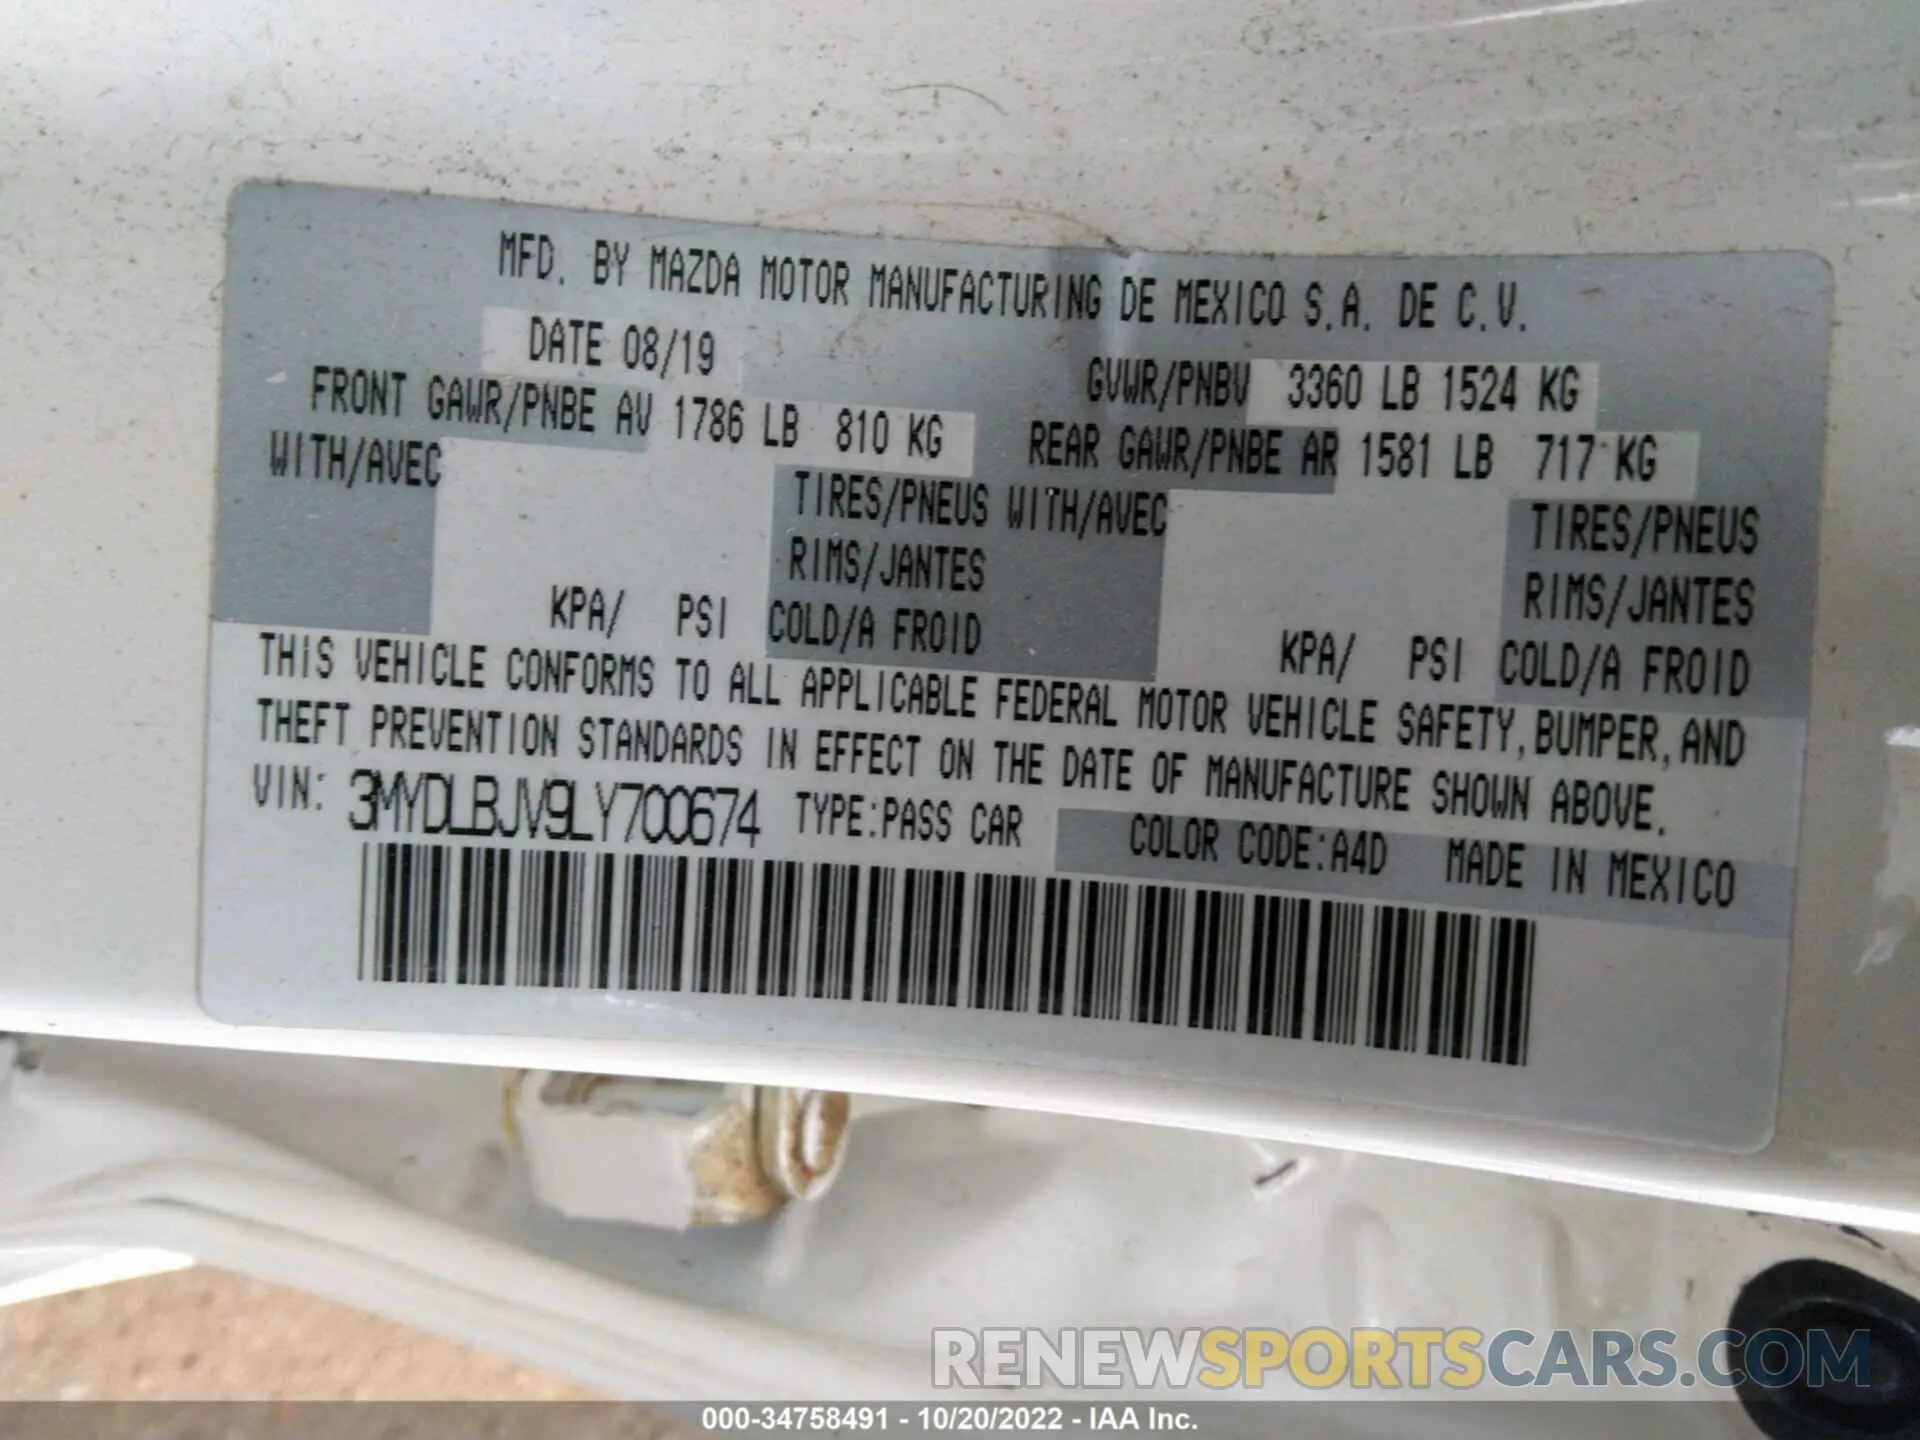 MFD. BY MAZDA MOTOR MANUFACTURING DE MEXICO S.A. DE C.V.
DATE 08/19 GVWR/PNBV 3360 LB 1524 KG
FRONT GAWR/PNBE AV 1786 LB 810 KG REAR GAWR/PNBE AR 1581 LB 717 KG
WITH/AVEC TIRES/PNEUS WITH/AVEC TIRES/PNEUS
RIMS/JANTES RIMS/JANTES
KPA/ PSI COLD/A FROID KPA/ PSI COLD/A FROID
THIS VEHICLE CONFORMS TO ALL APPLICABLE FEDERAL MOTOR VEHICLE SAFETY, BUMPER, AND
THEFT PREVENTION STANDARDS IN EFFECT ON THE DATE OF MANUFACTURE SHOWN ABOVE.
VIN: 3MYDLBJV9LY700674 TYPE:PASS CAR COLOR CODE:A4D MADE IN MEXICO
RENEWSPORTSCARS.COM
000-34758491 - 10/20/2022 - IAA Inc.